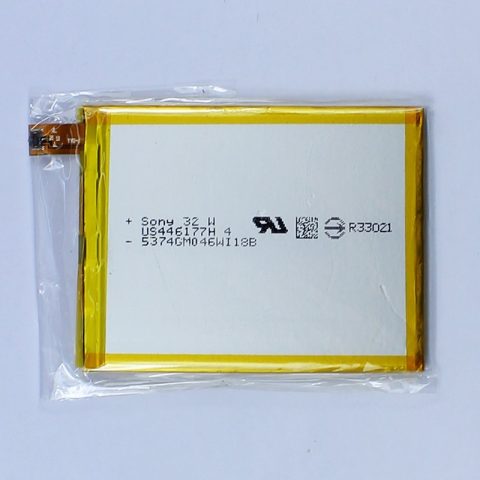 + Sony 32 W
US446177H 4
- 5374GM046WI18B
R33021